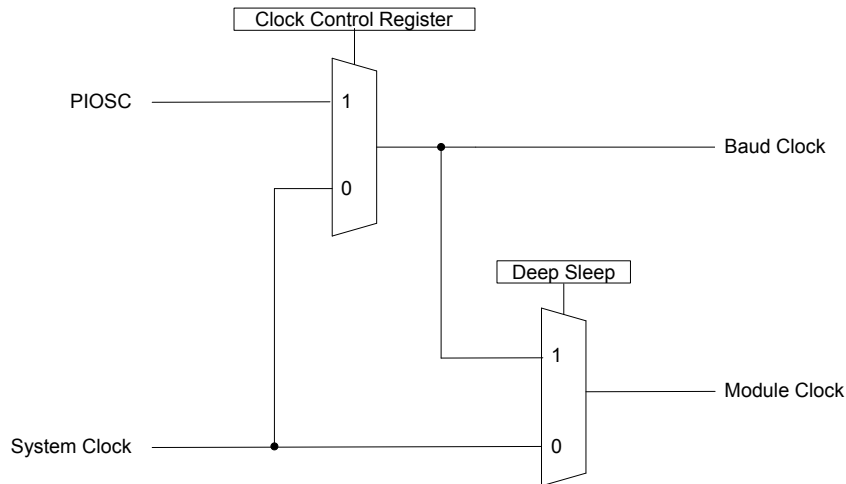 Clock Control Register
PIOSC
1
Baud Clock
0
Deep Sleep
1
Module Clock
System Clock
0